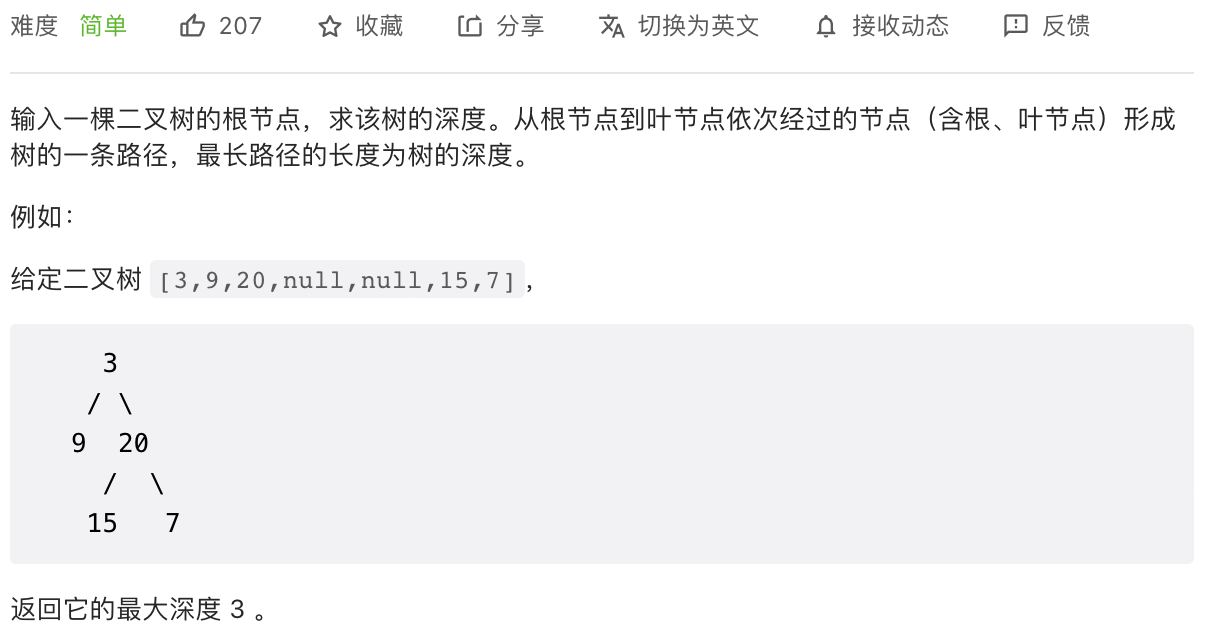 难度 简单 207 收藏 分享 切换为英文 接收动态 反馈
输入一棵二叉树的根节点，求该树的深度。从根节点到叶节点依次经过的节点（含根、叶节点）形成
树的一条路径，最长路径的长度为树的深度。
例如：
给定二叉树 [3,9,20,null,null,15,7]，
3
/ \
9 20
/ \
15 7
返回它的最大深度 3 。